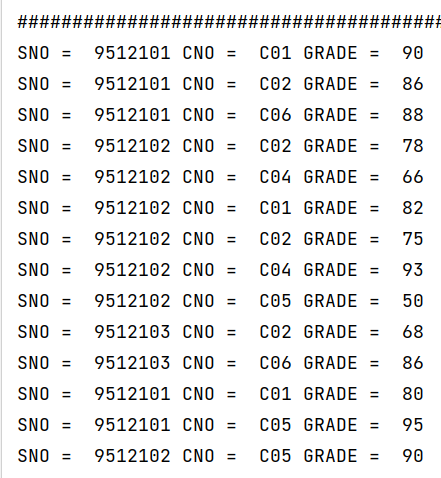 ########################################
SNO =  9512101 CNO =  C01 GRADE =  90
SNO =  9512101 CNO =  C02 GRADE =  86
SNO =  9512101 CNO =  C06 GRADE =  88
SNO =  9512102 CNO =  C02 GRADE =  78
SNO =  9512102 CNO =  C04 GRADE =  66
SNO =  9512102 CNO =  C01 GRADE =  82
SNO =  9512102 CNO =  C02 GRADE =  75
SNO =  9512102 CNO =  C04 GRADE =  93
SNO =  9512102 CNO =  C05 GRADE =  50
SNO =  9512103 CNO =  C02 GRADE =  68
SNO =  9512103 CNO =  C06 GRADE =  86
SNO =  9512101 CNO =  C01 GRADE =  80
SNO =  9512101 CNO =  C05 GRADE =  95
SNO =  9512102 CNO =  C05 GRADE =  90